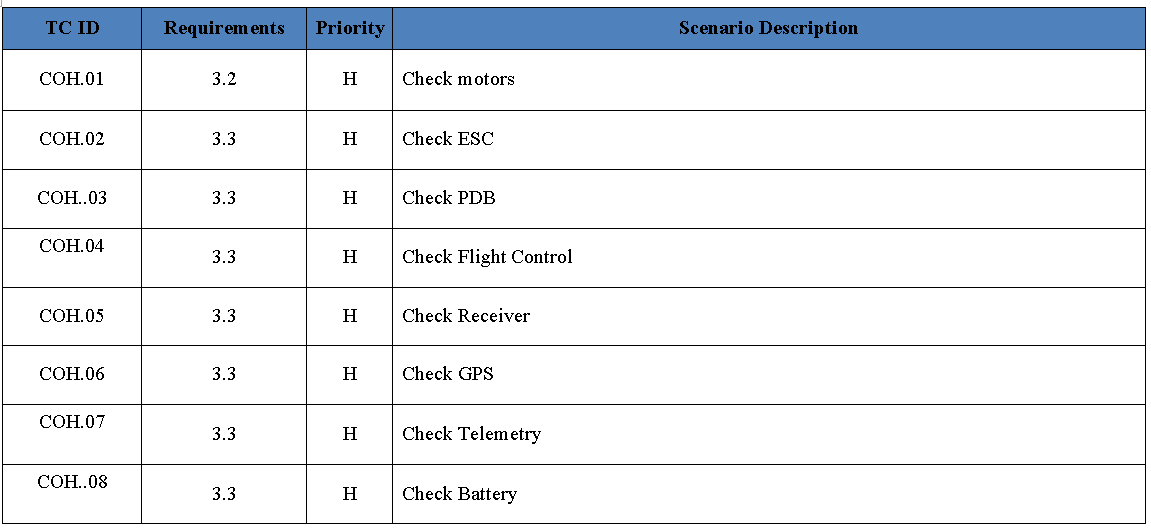 TC ID Requirements Priority Scenario Description
COH.01 3.2 H Check motors
COH.02 3.3 H Check ESC
COH..03 3.3 H Check PDB
COH.04 3.3 H Check Flight Control
COH.05 3.3 H Check Receiver
COH.06 3.3 H Check GPS
COH.07 3.3 H Check Telemetry
COH..08 3.3 H Check Battery